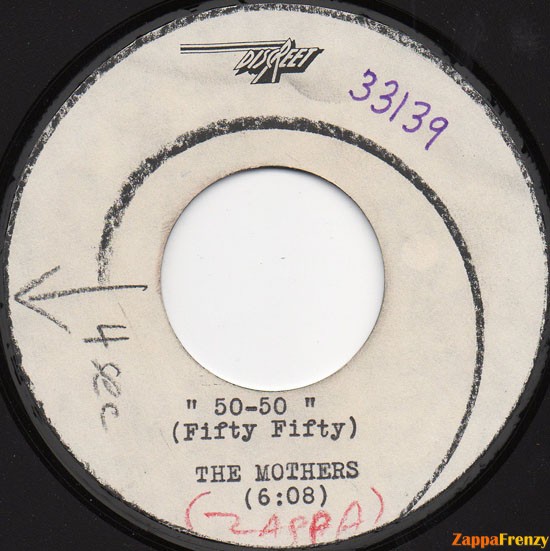 DISCREET
33139
4 sec
" 50-50 "
(Fifty Fifty)
THE MOTHERS
(6:08)
(ZAPPA)
ZappaFrenzy